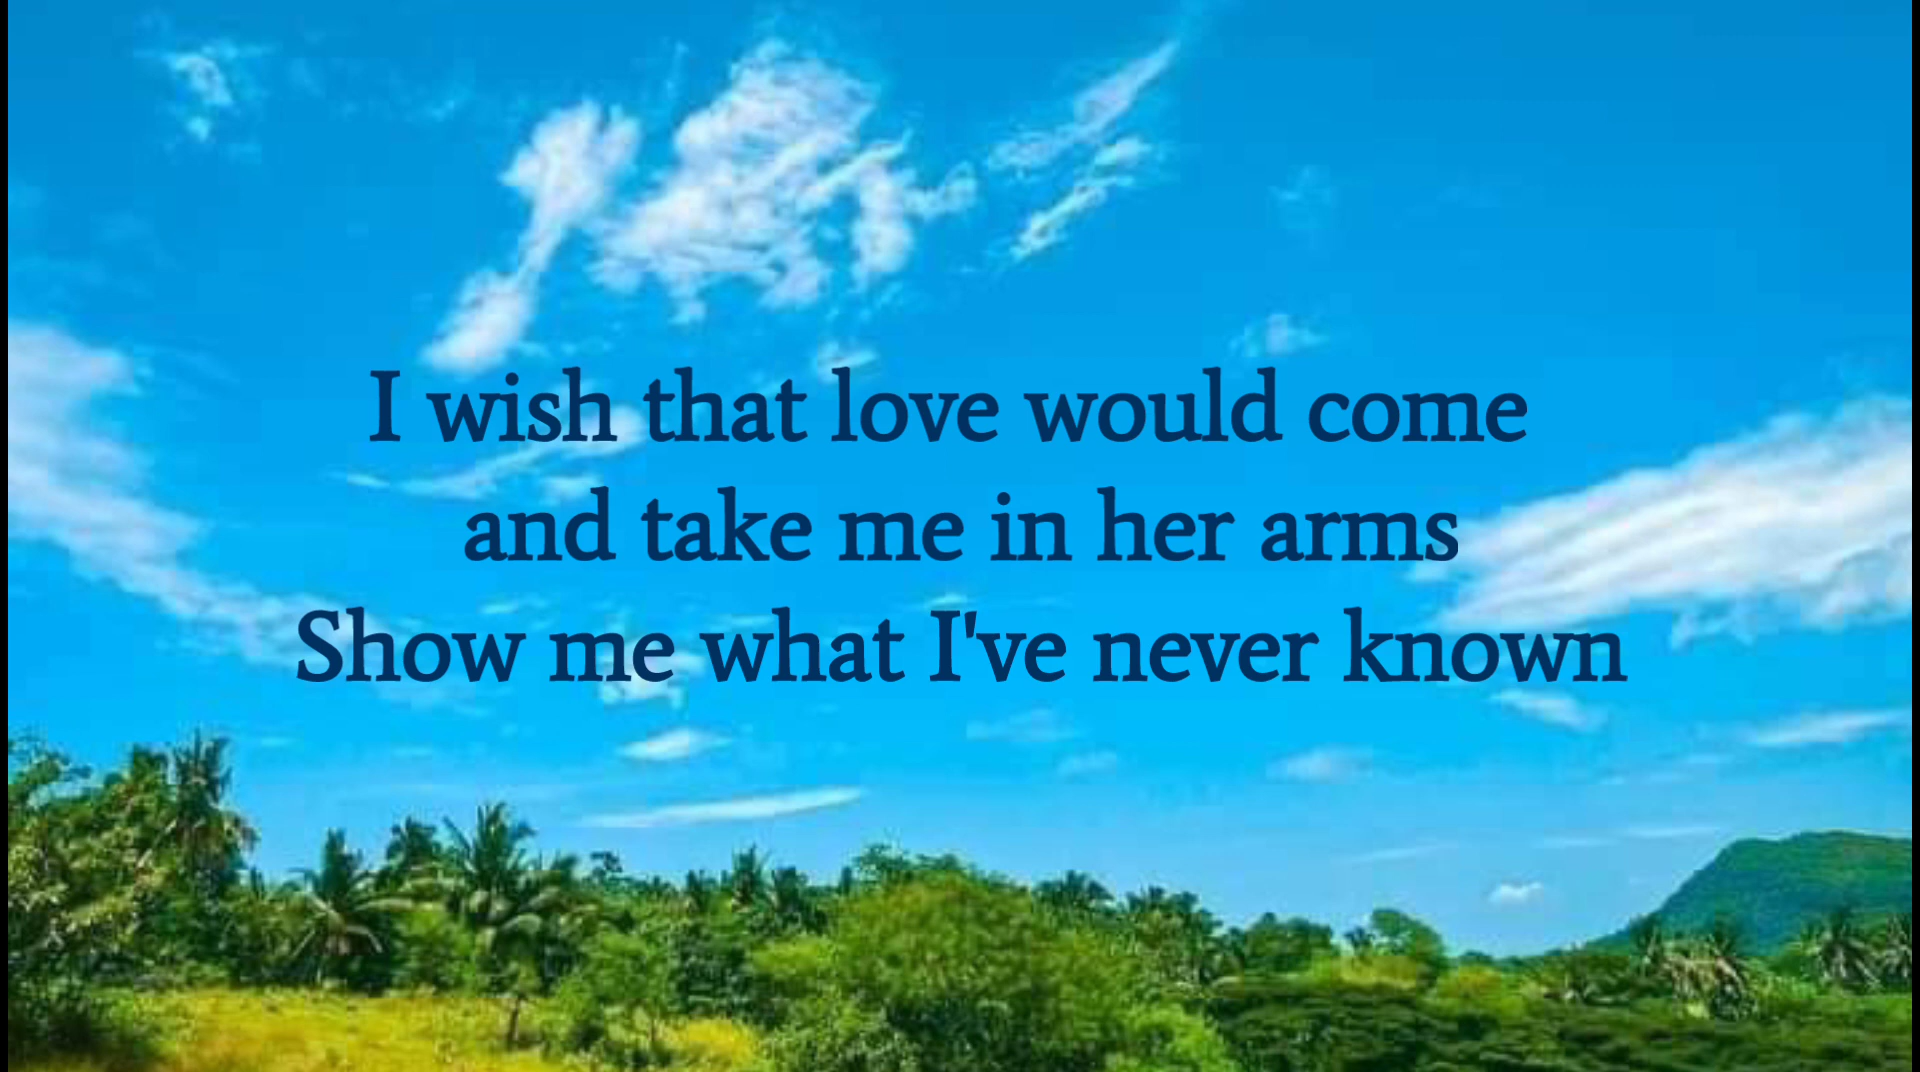 I wish that love would come
and take me in her arms
Show me what I've never known